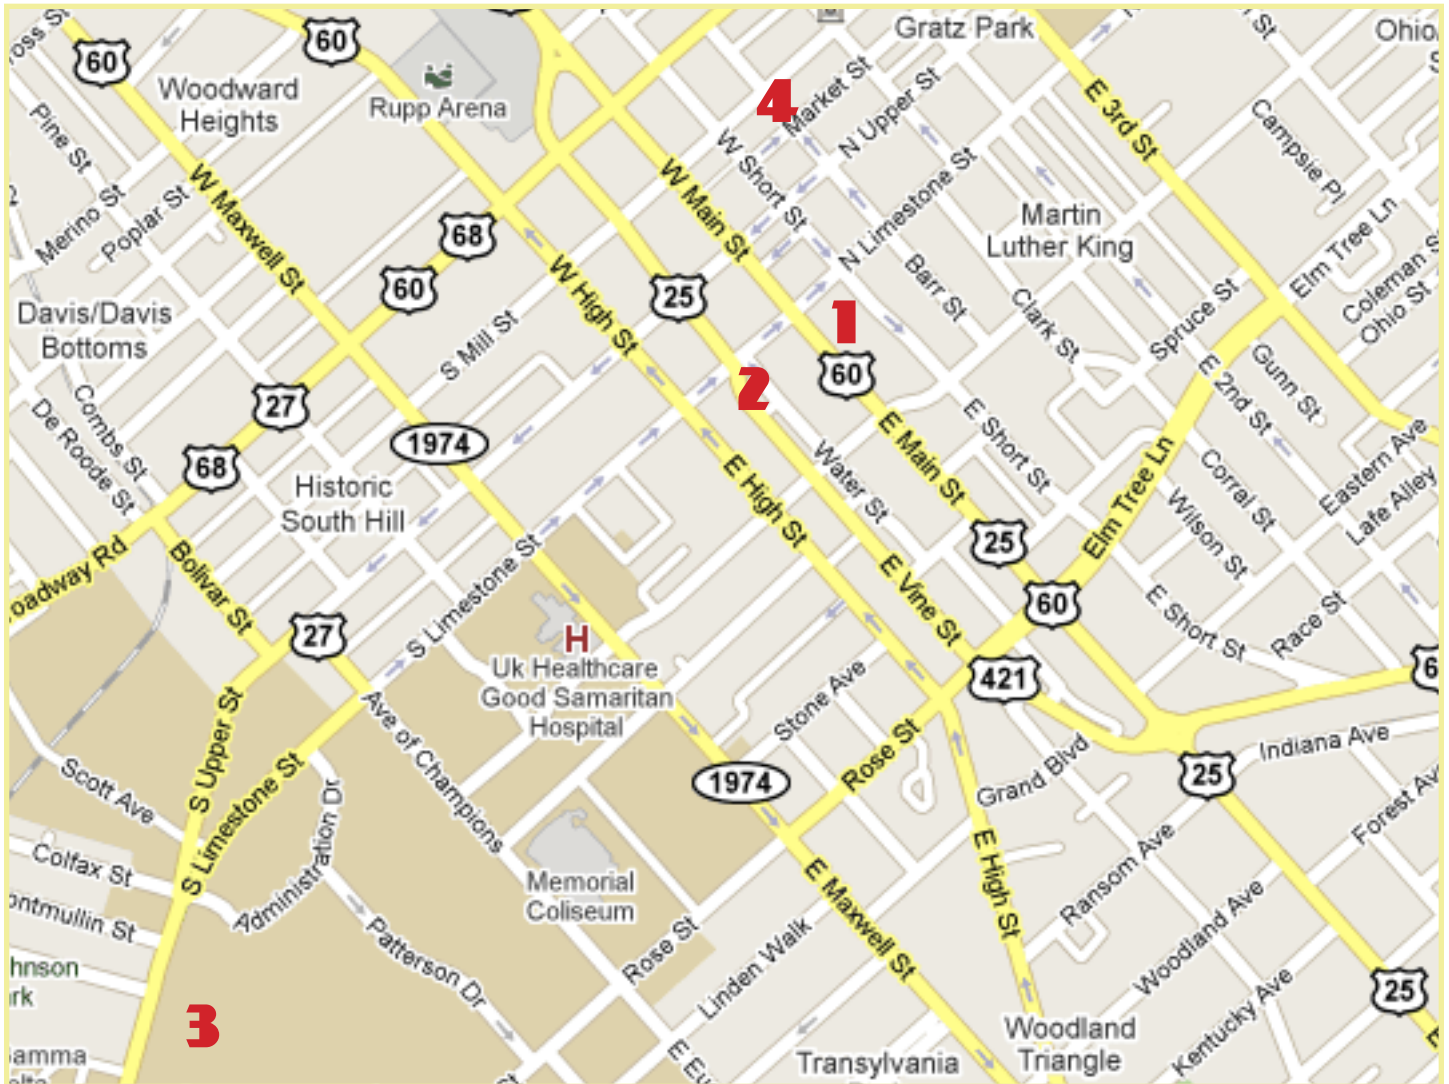 60
60
Gratz Park
Woodward
Heights
Rupp Arena
4
Market St
N Upper St
E 3rd St
Campsie Pl
Pine St
W Short St
N Limestone St
W Main St
Martin
Luther King
Elm Tree Ln
Merino St
Poplar St
W Maxwell St
68
60
25
W High St
Barr St
Clark St
Spruce St
Coleman S
Ohio St
Davis/Davis
Bottoms
S Mill St
1
60
2
E 2nd St
Gunn St
27
Combs St
De Roode St
68
1974
E Main St
E Short St
Water St
E High St
Elm Tree Ln
Corral St
Wilson St
Eastern Ave
Lafe Alley
Historic
South Hill
25
oadway Rd
Bolivar St
27
S Limestone St
E Vine St
60
E Short St
Race St
H
Uk Healthcare
Good Samaritan
Hospital
421
6
Stone Ave
Rose St
S Upper St
Ave of Champions
1974
Grand Blvd
25
Indiana Ave
Scott Ave
S Limestone St
Administration Dr
Forest Av
Colfax St
Memorial
Coliseum
E Maxwell St
E High St
Ransom Ave
Woodland Ave
ontmullin St
Patterson Dr
Rose St
Linden Walk
hnson
rk
3
25
Kentucky Ave
Woodland
Triangle
Transylvania
amma
E Eu